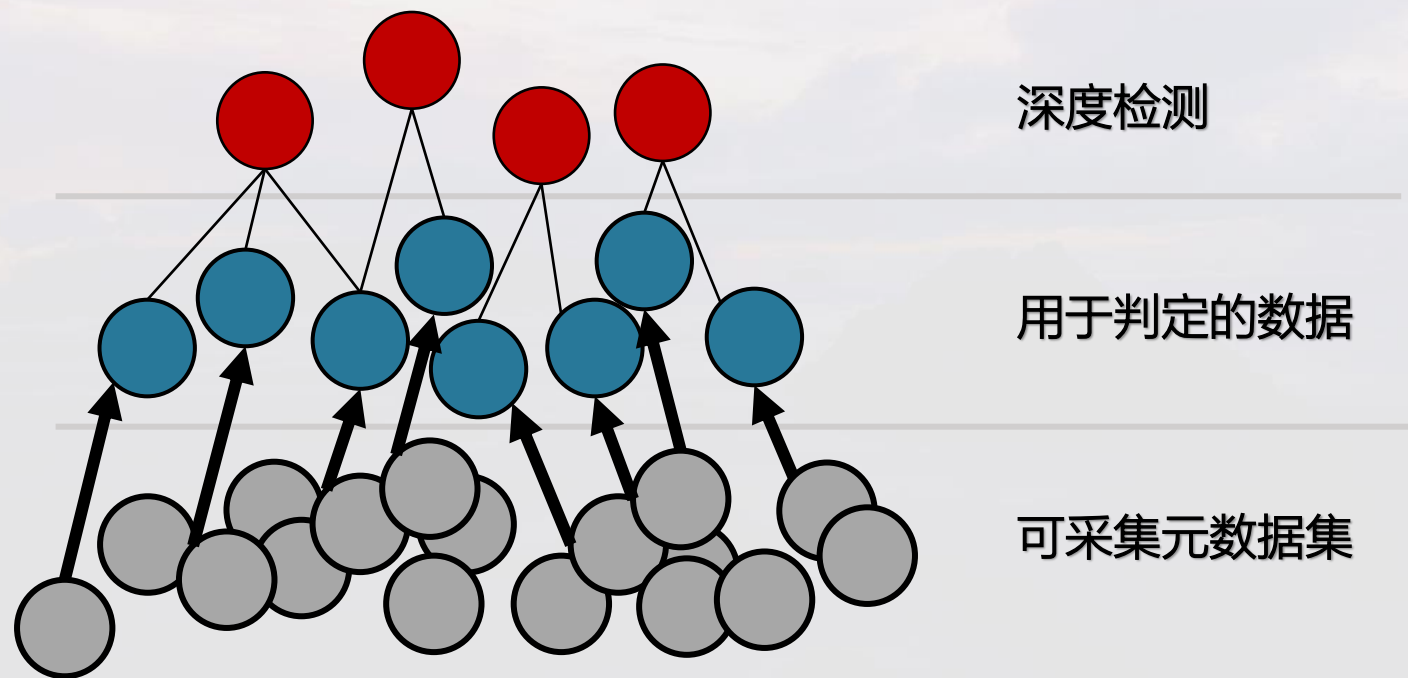 深度检测
用于判定的数据
可采集元数据集